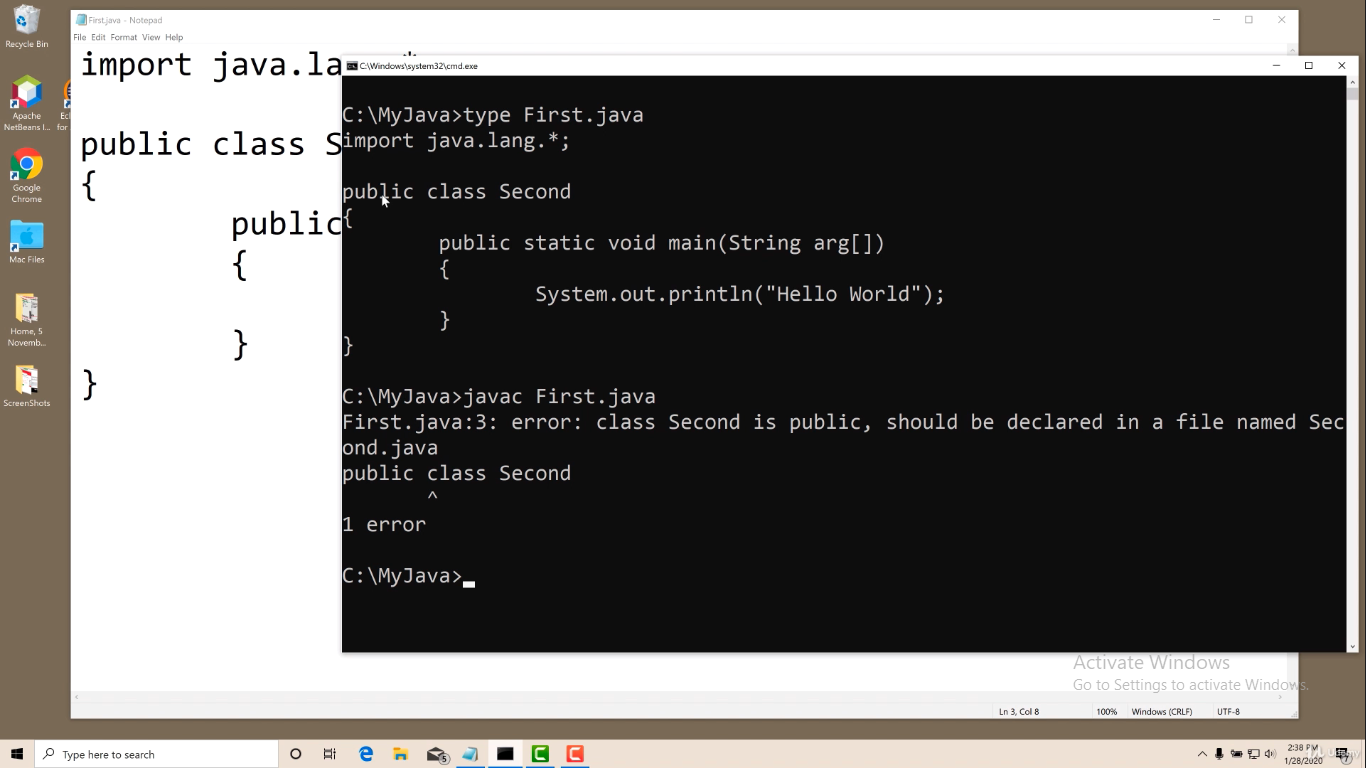 Recycle Bin
Apache
NetBeans I...
Ec
for
Google
Chrome
Mac Files
Home, 5
Novemb...
ScreenShots
First.java - Notepad
File Edit Format View Help
import java.la
public class S
{
public
{
}
}
C:\Windows\system32\cmd.exe
C:\MyJava>type First.java
import java.lang.*;
public class Second
{
public static void main(String arg[])
{
System.out.println("Hello World");
}
}
C:\MyJava>javac First.java
First.java:3: error: class Second is public, should be declared in a file named Sec
ond.java
public class Second
^
1 error
C:\MyJava>
Activate Windows
Go to Settings to activate Windows.
Ln 3, Col 8
100%
Windows (CRLF)
UTF-8
Type here to search
5
2:38 PM
1/28/2020
7